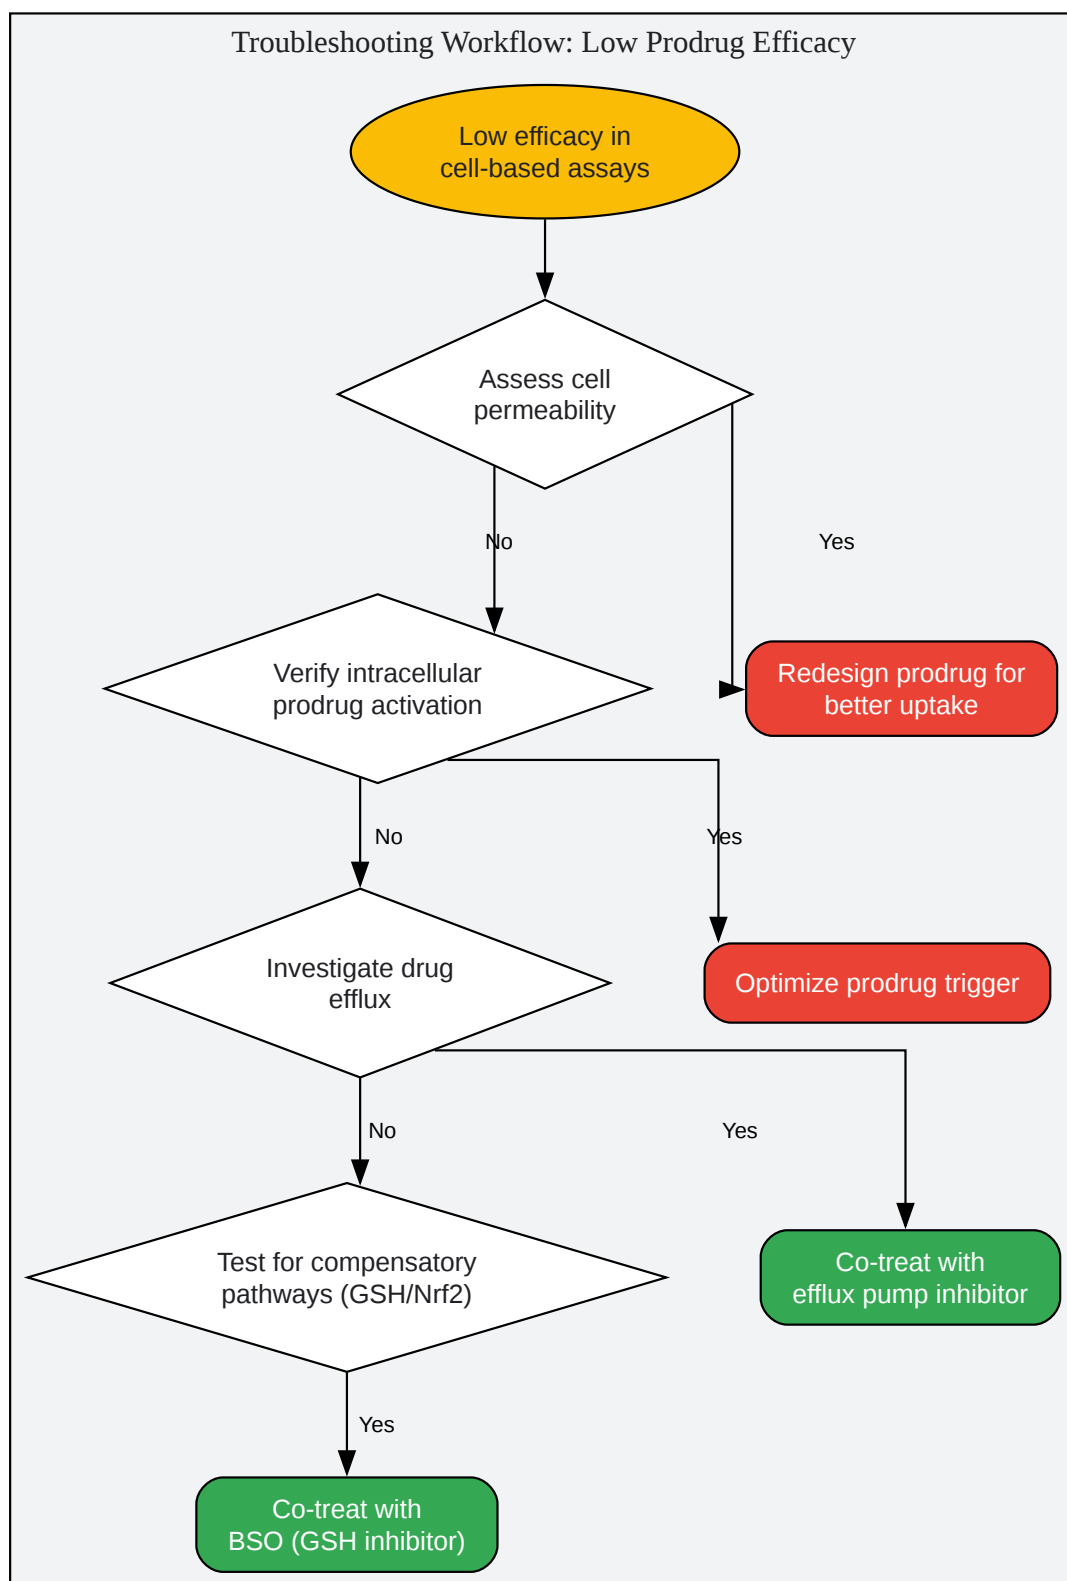 Troubleshooting Workflow: Low Prodrug Efficacy
Low efficacy in
cell-based assays
Assess cell
permeability
No
Yes
Verify intracellular
prodrug activation
Redesign prodrug for
better uptake
No
Yes
Investigate drug
efflux
Optimize prodrug trigger
No
Yes
Test for compensatory
pathways (GSH/Nrf2)
Co-treat with
efflux pump inhibitor
Yes
Co-treat with
BSO (GSH inhibitor)